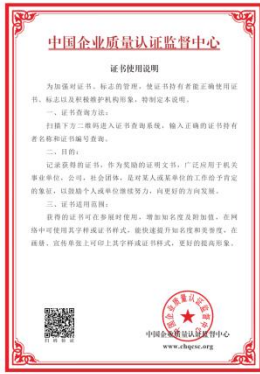 中国企业质量认证监督中心
证书使用说明
为加强对证书、标志的管理，使证书持有者能正确使用证
书、标志以及积极维护机构形象，特制定本说明。
一、证书查询方法：
扫描下方二维码进入证书查询系统，输入正确的证书持有
者名称和证书编号查询。
二、目的：
记录获得的证书，作为奖励的证明文书，广泛应用于机关
事业单位，公司、社会团体，是对某人或某单位的工作给予肯定
的象征，以鼓励个人或单位继续努力，向更好的方向发展。
三、证书适用范围：
获得的证书可在参展时使用，增加知名度及附加值，在网
络中可使用其字样或证书样式，能快速提升知名度和美誉度，在
画册、宣传单张上可印上其字样或证书样式，更好的提高形象。
扫码验证
中国企业质量认证监督中心
www.chqcsc.org